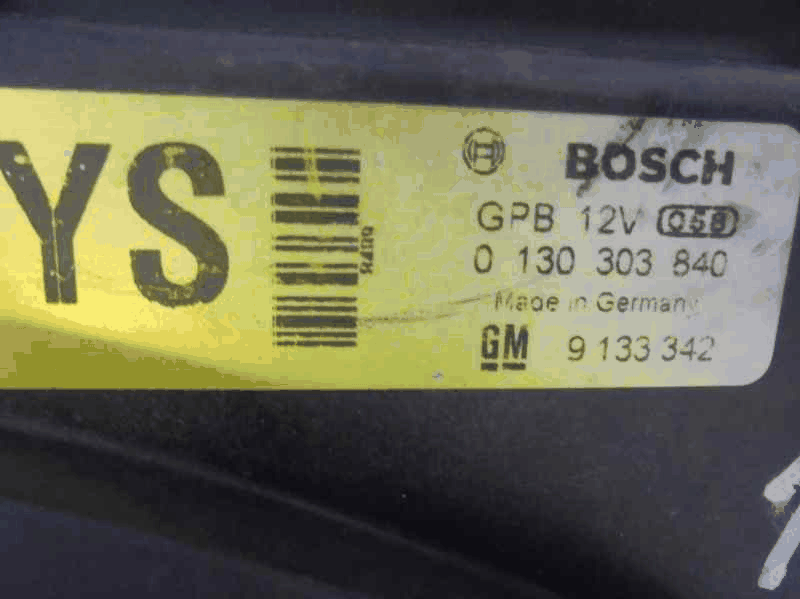 YS
BOSCH
GPB 12V 058
0 130 303 840
Made in Germany
GM 9 133 342